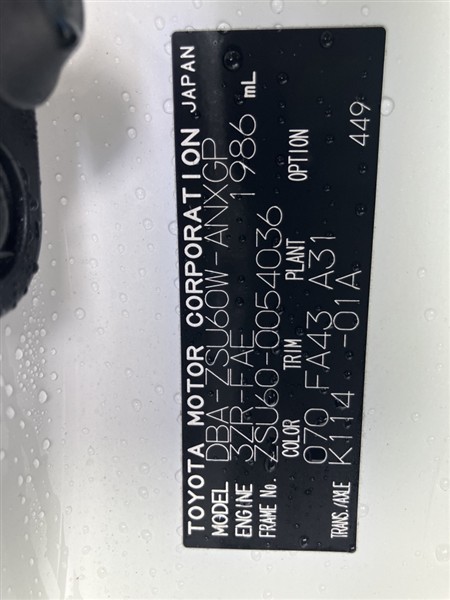 TOYOTA MOTOR CORPORATION JAPAN
MODEL DBA-ZSU60W-ANXGP
ENGINE 3ZR-FAE 1986 mL
FRAME No. ZSU60-0054036
COLOR TRIM PLANT OPTION
070 FA43 A31
TRANS./AXLE K114 -01A 449